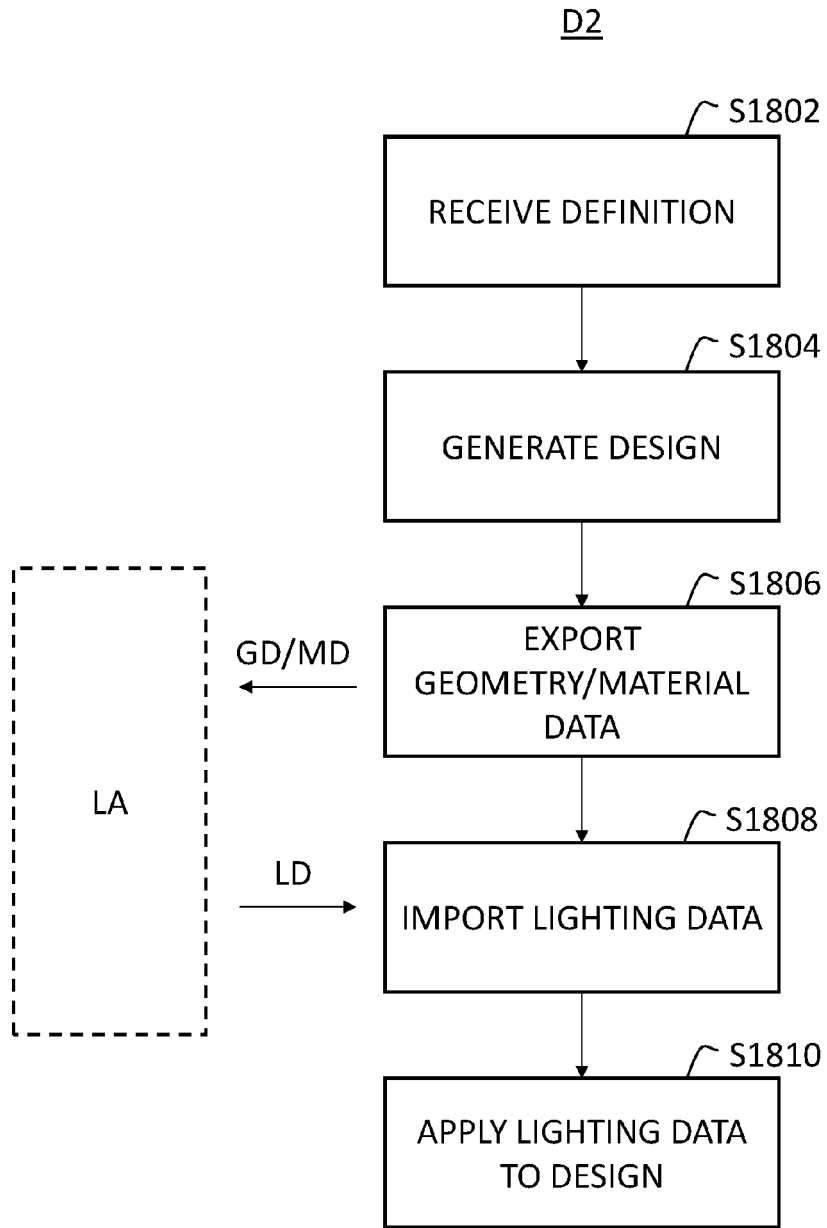 D2
S1802
RECEIVE DEFINITION
S1804
GENERATE DESIGN
S1806
EXPORT
GEOMETRY/MATERIAL
DATA
GD/MD
LA
S1808
LD
IMPORT LIGHTING DATA
S1810
APPLY LIGHTING DATA
TO DESIGN